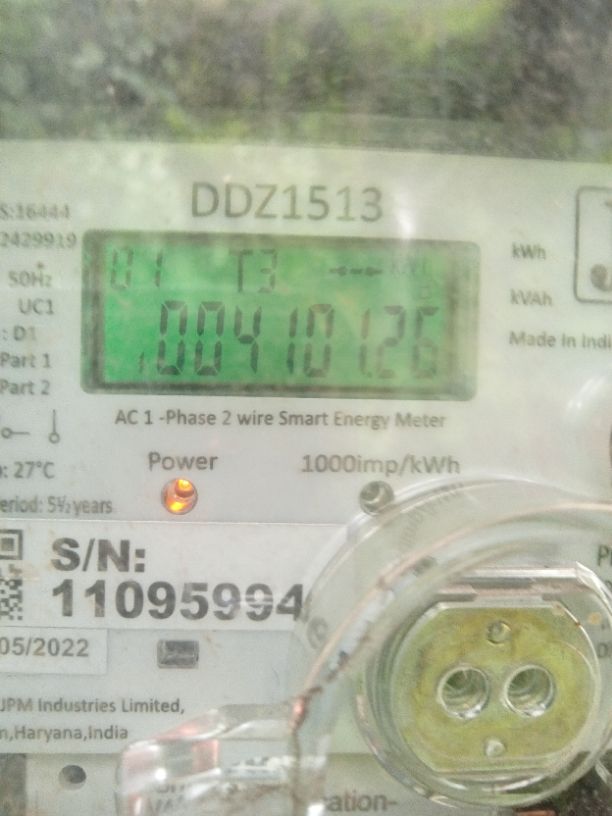 DDZ1513
S:16444
2429919
50Hz
UC1
: D1
Part 1
Part 2
01 T3
004101.26
kWh
kVAh
Made in Indi
AC 1 -Phase 2 wire Smart Energy Meter
: 27°C
Power
1000imp/kWh
eriod: 5½ years
S/N:
11095994
05/2022
JPM Industries Limited,
n,Haryana,India
cation-